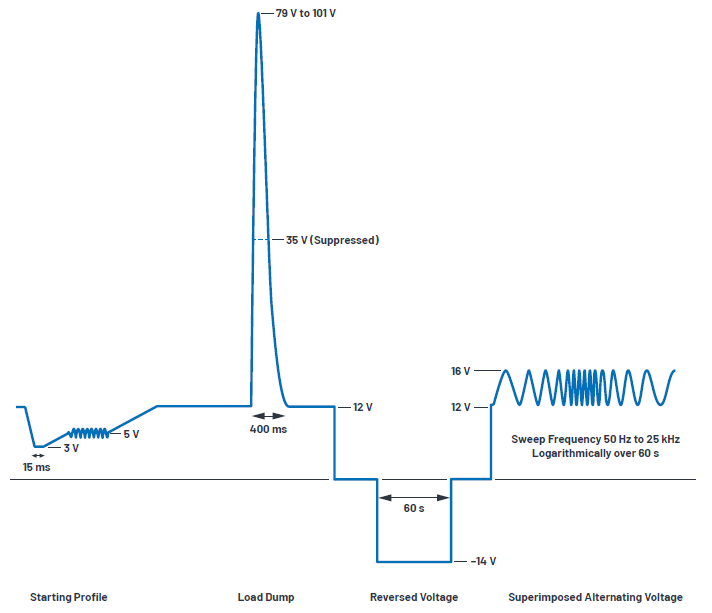 79 V to 101 V
35 V (Suppressed)
16 V
12 V
12 V
400 ms
5 V
3 V
15 ms
Sweep Frequency 50 Hz to 25 kHz
Logarithmically over 60 s
60 s
–14 V
Starting Profile
Load Dump
Reversed Voltage
Superimposed Alternating Voltage